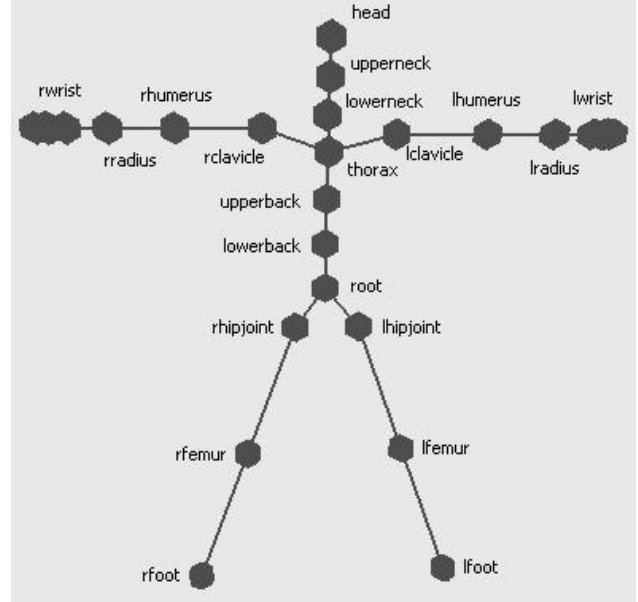 head
upperneck
rwrist
rhumerus
lowerneck
lhumerus
lwrist
rradius
rclavicle
lclavicle
thorax
lradius
upperback
lowerback
root
rhipjoint
lhipjoint
rfemur
lfemur
rfoot
lfoot